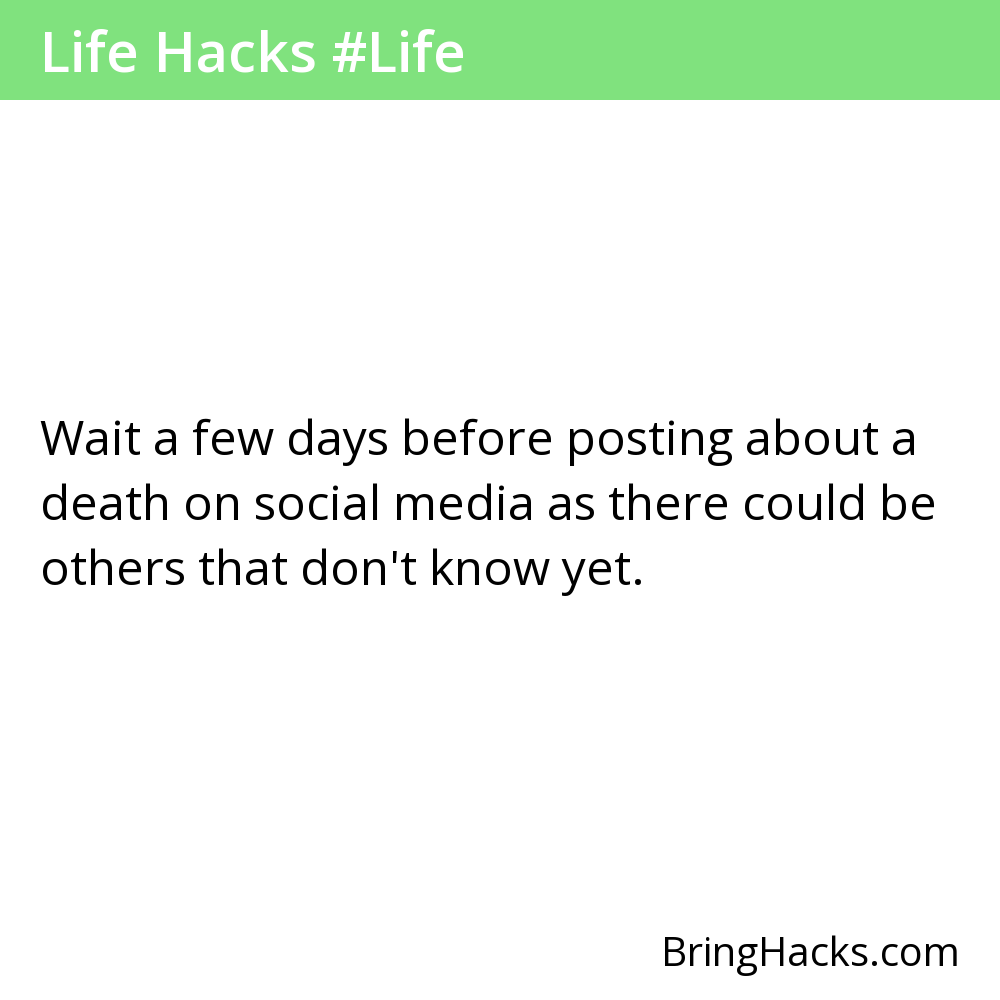 Life Hacks #Life
Wait a few days before posting about a
death on social media as there could be
others that don't know yet.
BringHacks.com